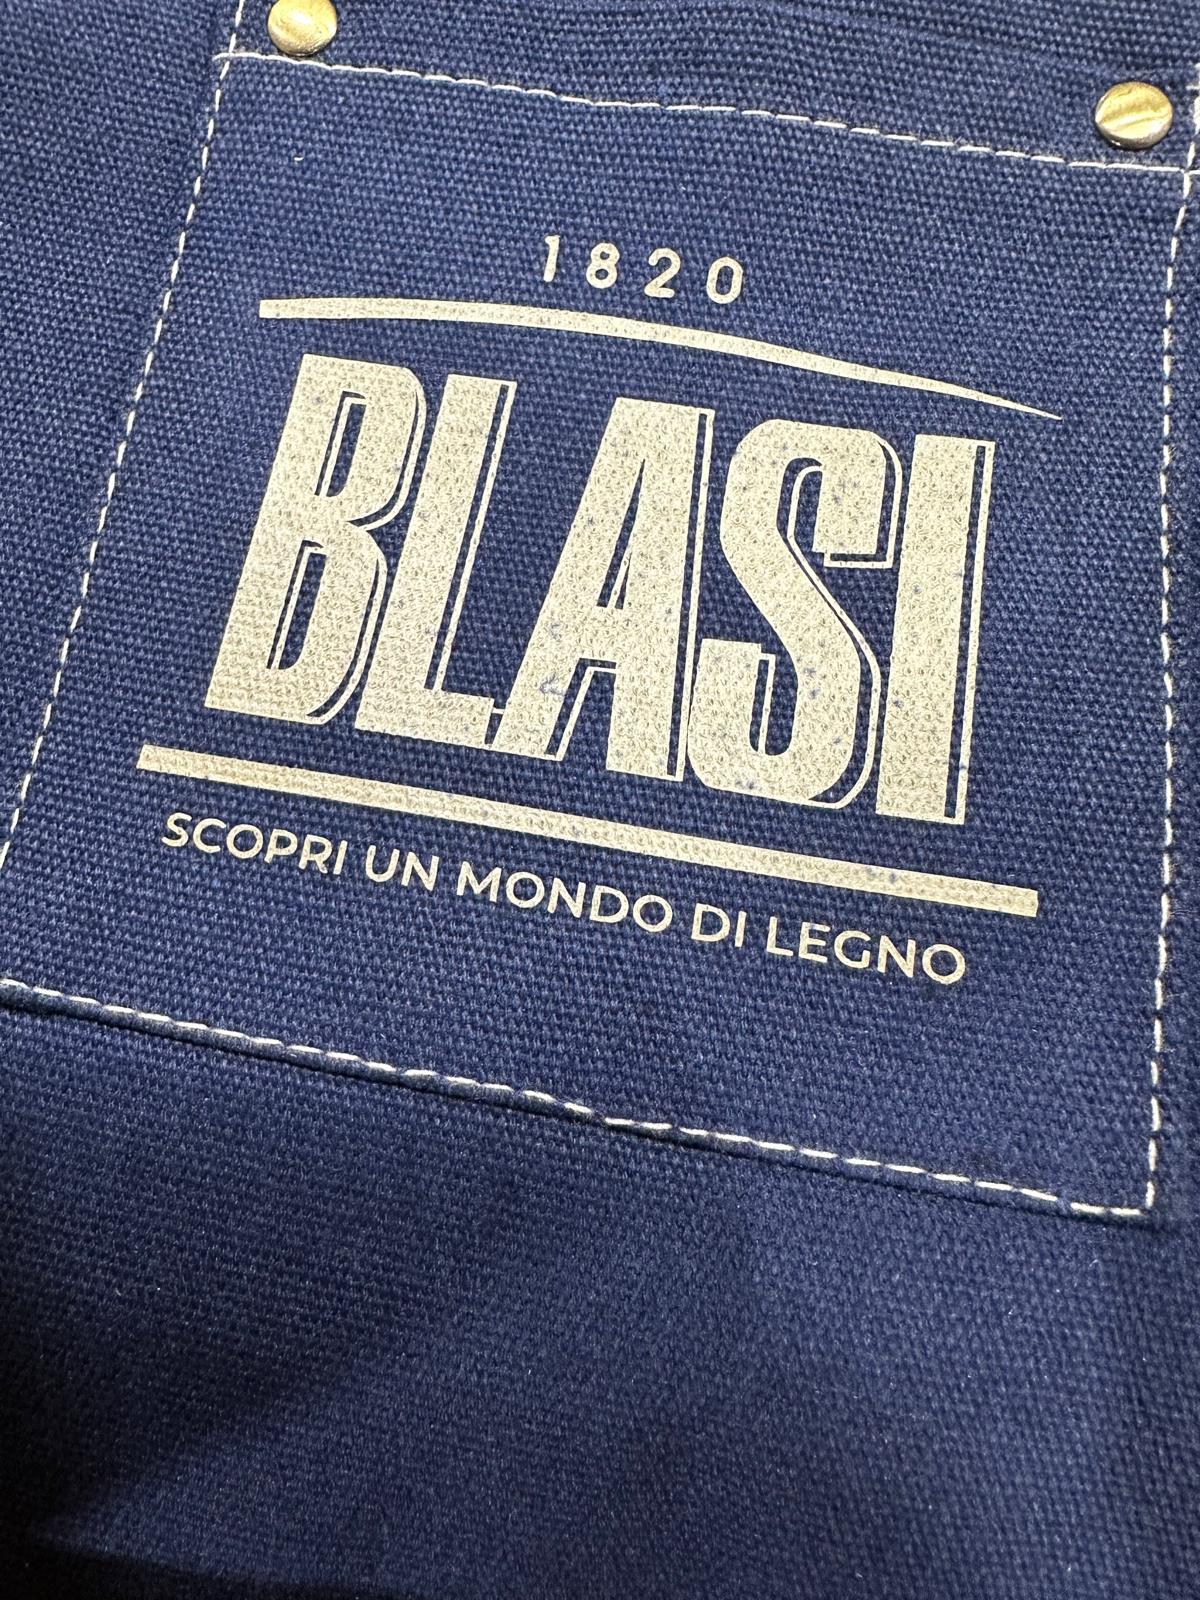 1820
BLASI
SCOPRI UN MONDO DI LEGNO